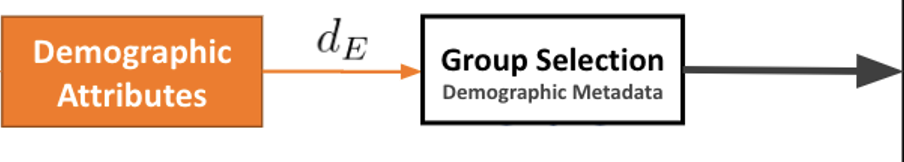 Demographic
Attributes
d_E
Group Selection
Demographic Metadata